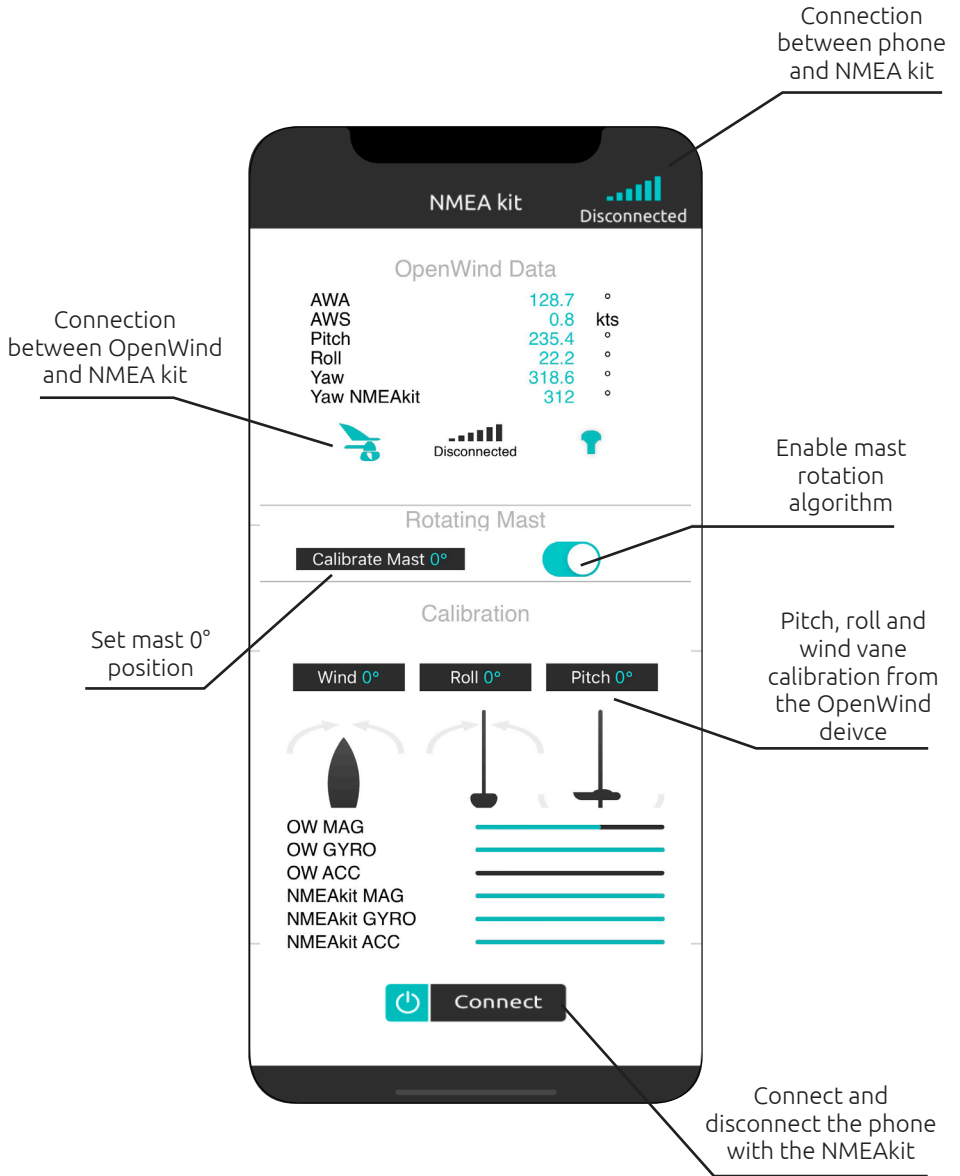 Connection
between phone
and NMEA kit
NMEA kit
Disconnected
OpenWind Data
AWA 128.7 °
AWS 0.8 kts
Pitch 235.4 °
Roll 22.2 °
Yaw 318.6 °
Yaw NMEAkit 312 °
Connection
between OpenWind
and NMEA kit
Disconnected
Enable mast
rotation
algorithm
Rotating Mast
Calibrate Mast 0°
Set mast 0°
position
Calibration
Pitch, roll and
wind vane
calibration from
the OpenWind
deivce
Wind 0° Roll 0° Pitch 0°
OW MAG
OW GYRO
OW ACC
NMEAkit MAG
NMEAkit GYRO
NMEAkit ACC
Connect
Connect and
disconnect the phone
with the NMEAkit